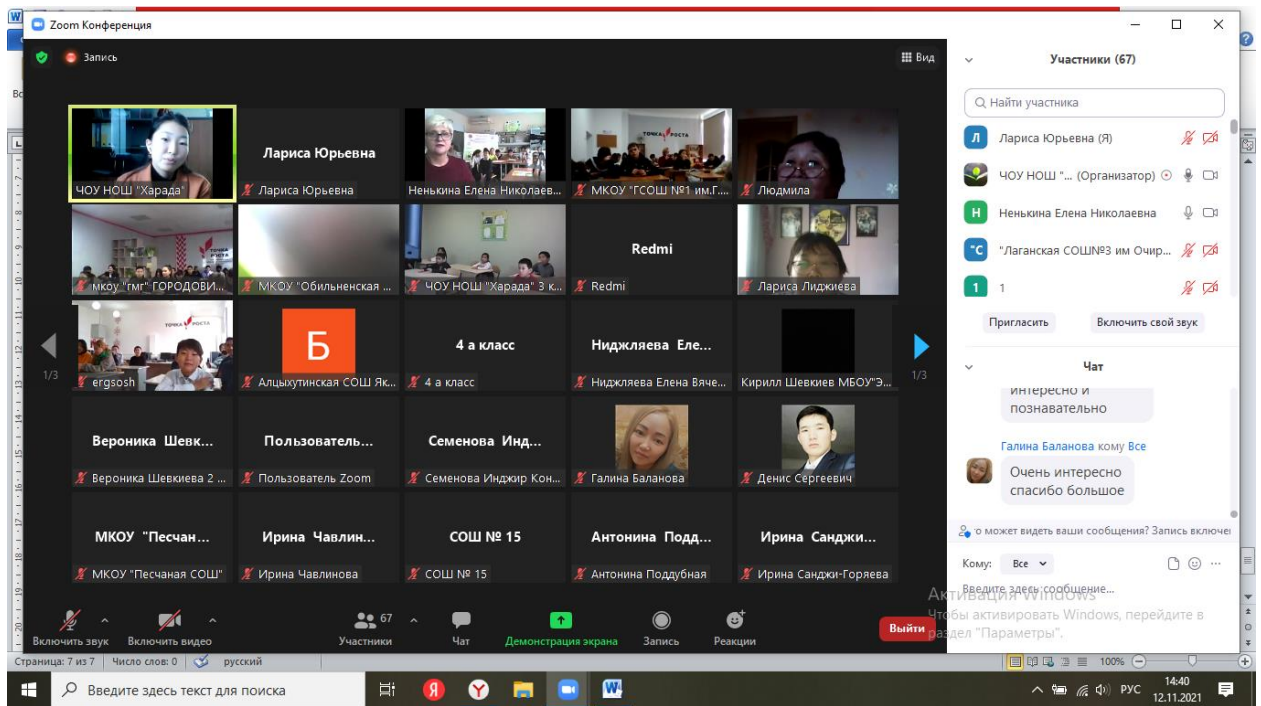 Zoom Конференция
Запись
Вид
ЧОУ НОШ "Харада"
Лариса Юрьевна
Лариса Юрьевна
Ненькина Елена Николаев...
ТОЧКА РОСТА
МКОУ "ГСОШ №1 им.Г....
Людмила
мкоу "гмг" ГОРОДОВИ...
МКОУ "Обильненская ...
ЧОУ НОШ "Харада" 3 к...
Redmi
Redmi
Лариса Лиджиева
ТОЧКА РОСТА
ergsosh
Б
Алцыхутинская СОШ Як...
4 а класс
4 а класс
Ниджляева Еле...
Ниджляева Елена Вяче...
Кирилл Шевкиев МБОУ"Э...
1/3
1/3
Вероника Шевк...
Вероника Шевкиева 2 ...
Пользователь...
Пользователь Zoom
Семенова Инд...
Семенова Инджир Кон...
Галина Баланова
Денис Сергеевич
МКОУ "Песчан...
МКОУ "Песчаная СОШ"
Ирина Чавлин...
Ирина Чавлинова
СОШ № 15
СОШ № 15
Антонина Подд...
Антонина Поддубная
Ирина Санджи...
Ирина Санджи-Горяева
Включить звук
Включить видео
67
Участники
Чат
Демонстрация экрана
Запись
Реакции
Выйти
Участники (67)
Найти участника
Л Лариса Юрьевна (Я)
ЧОУ НОШ "... (Организатор)
Н Ненькина Елена Николаевна
"С "Лаганская СОШ№3 им Очир...
1 1
Пригласить
Включить свой звук
Чат
интересно и
познавательно
Галина Баланова кому Все
Очень интересно
спасибо большое
о может видеть ваши сообщения? Запись включе
Кому: Все
Введите здесь сообщение...
Активация Windows
Чтобы активировать Windows, перейдите в
раздел "Параметры".
Страница: 7 из 7
Число слов: 0
русский
100%
Введите здесь текст для поиска
РУС
14:40
12.11.2021